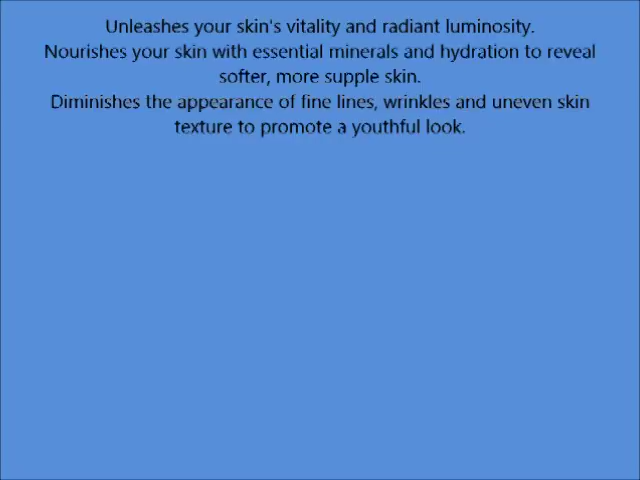 Unleashes your skin's vitality and radiant luminosity.
Nourishes your skin with essential minerals and hydration to reveal
softer, more supple skin.
Diminishes the appearance of fine lines, wrinkles and uneven skin
texture to promote a youthful look.